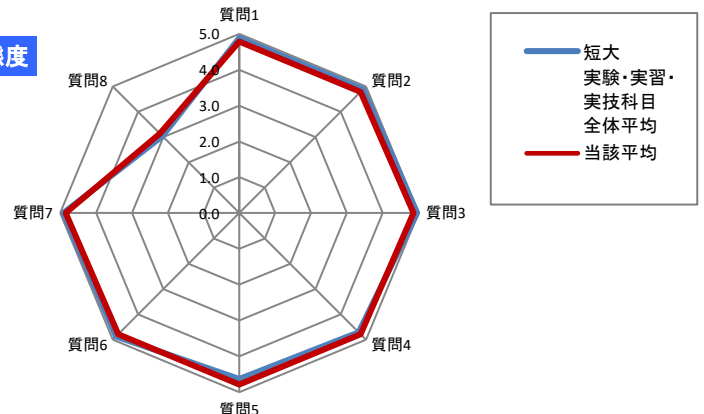 態度
質問1
質問2
質問3
質問4
質問5
質問6
質問7
質問8
5.0
4.0
3.0
2.0
1.0
0.0
短大
実験・実習・
実技科目
全体平均
当該平均